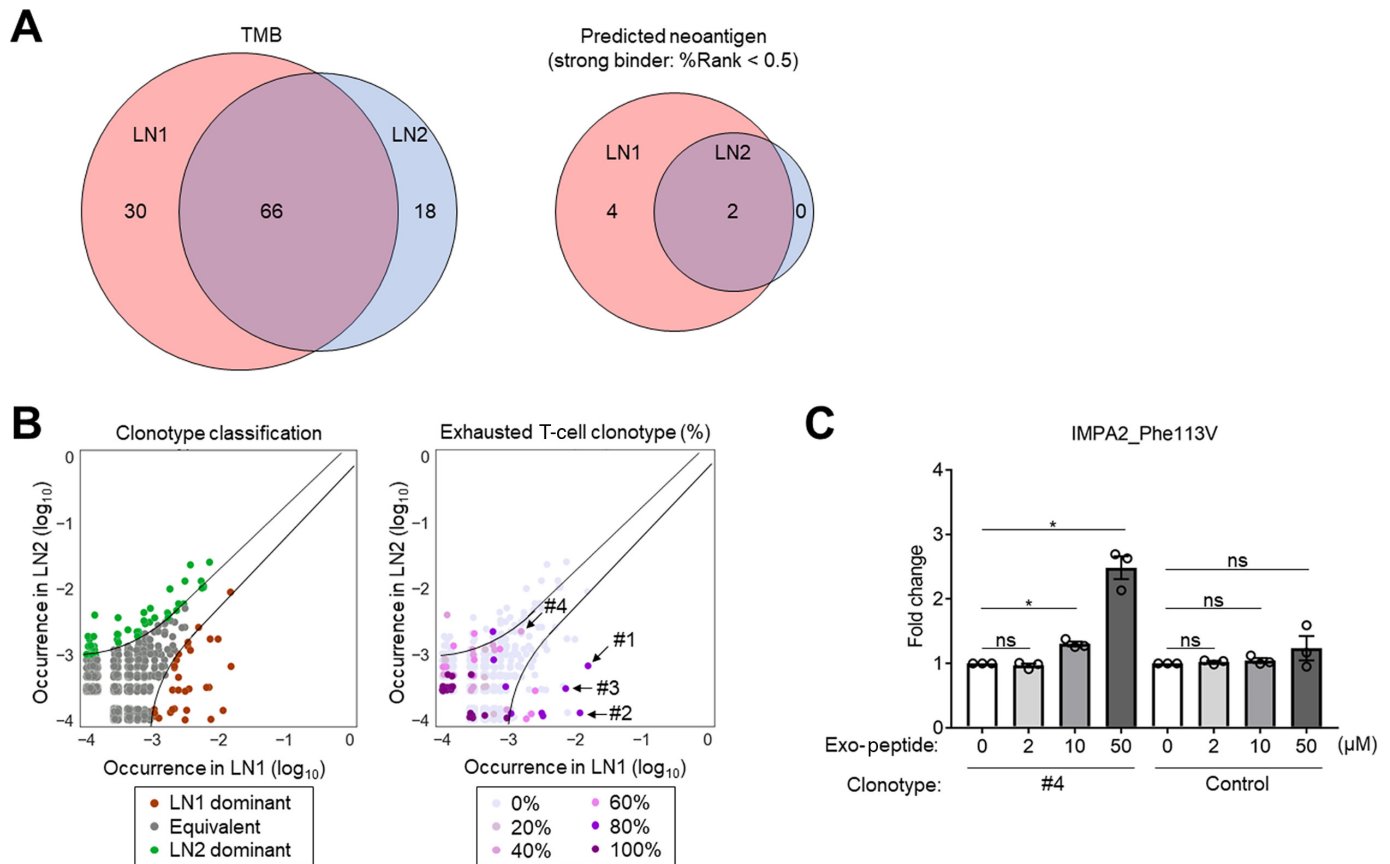 A
TMB
LN1
LN2
30
66
18
Predicted neoantigen
(strong binder: %Rank < 0.5)
LN1
LN2
4
2
0
B
Clonotype classification
Occurrence in LN2 (log10)
0
−1
−2
−3
−4
−4
−3
−2
−1
0
Occurrence in LN1 (log10)
LN1 dominant
Equivalent
LN2 dominant
Exhausted T-cell clonotype (%)
Occurrence in LN2 (log10)
0
−1
−2
−3
−4
#4
#1
#3
#2
−4
−3
−2
−1
0
Occurrence in LN1 (log10)
0%
20%
40%
60%
80%
100%
C
IMPA2_Phe113V
Fold change
4
3
2
1
0
*
*
ns
ns
ns
ns
Exo-peptide: 0 2 10 50 0 2 10 50 (μM)
Clonotype: #4 Control